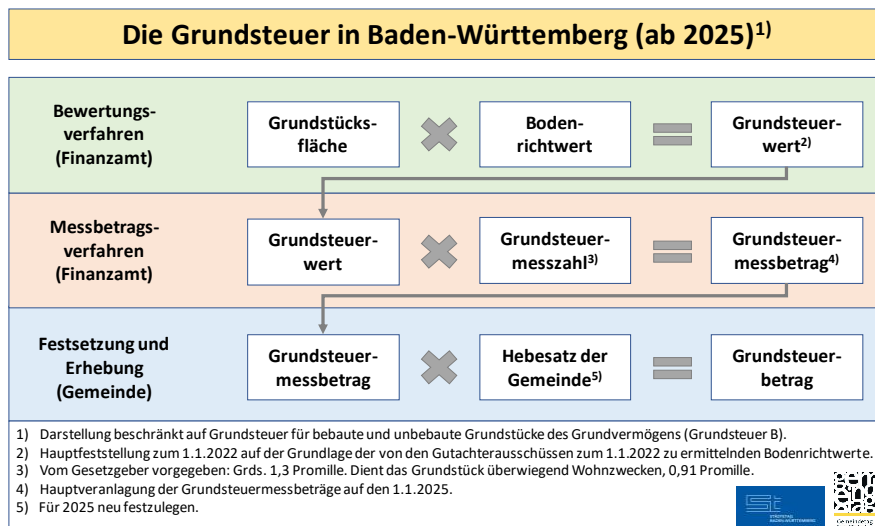 Die Grundsteuer in Baden-Württemberg (ab 2025)1)
Bewertungs-
verfahren
(Finanzamt)
Grundstücks-
fläche
Boden-
richtwert
Grundsteuer-
wert2)
Messbetrags-
verfahren
(Finanzamt)
Grundsteuer-
wert
Grundsteuer-
messzahl3)
Grundsteuer-
messbetrag4)
Festsetzung und
Erhebung
(Gemeinde)
Grundsteuer-
messbetrag
Hebesatz der
Gemeinde5)
Grundsteuer-
betrag
1) Darstellung beschränkt auf Grundsteuer für bebaute und unbebaute Grundstücke des Grundvermögens (Grundsteuer B).
2) Hauptfeststellung zum 1.1.2022 auf der Grundlage der von den Gutachterausschüssen zum 1.1.2022 zu ermittelnden Bodenrichtwerte.
3) Vom Gesetzgeber vorgegeben: Grds. 1,3 Promille. Dient das Grundstück überwiegend Wohnzwecken, 0,91 Promille.
4) Hauptveranlagung der Grundsteuermessbeträge auf den 1.1.2025.
5) Für 2025 neu festzulegen.
St
STÄDTETAG
BADEN-WÜRTTEMBERG
Gemeindetag